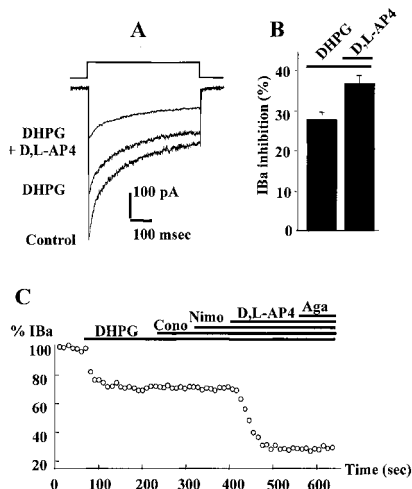 A
DHPG
+ D,L-AP4
DHPG
Control
100 pA
100 msec
B
DHPG
D,L-AP4
IBa inhibition (%)
40
30
20
10
0
C
% IBa
DHPG
Cono
Nimo
D,L-AP4
Aga
100
80
60
40
20
0 100 200 300 400 500 600
Time (sec)